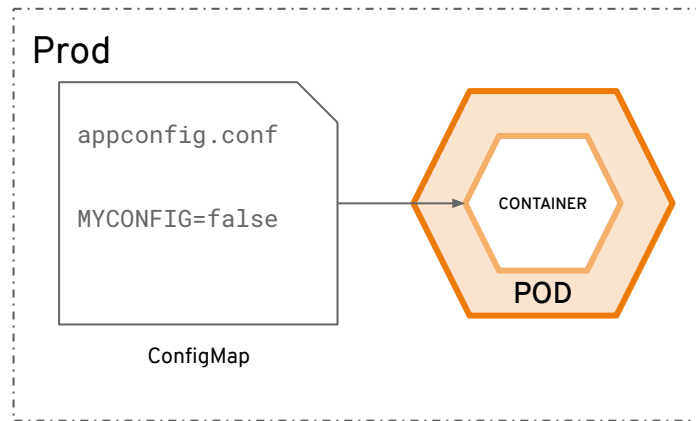 Prod
appconfig.conf
MYCONFIG=false
ConfigMap
CONTAINER
POD